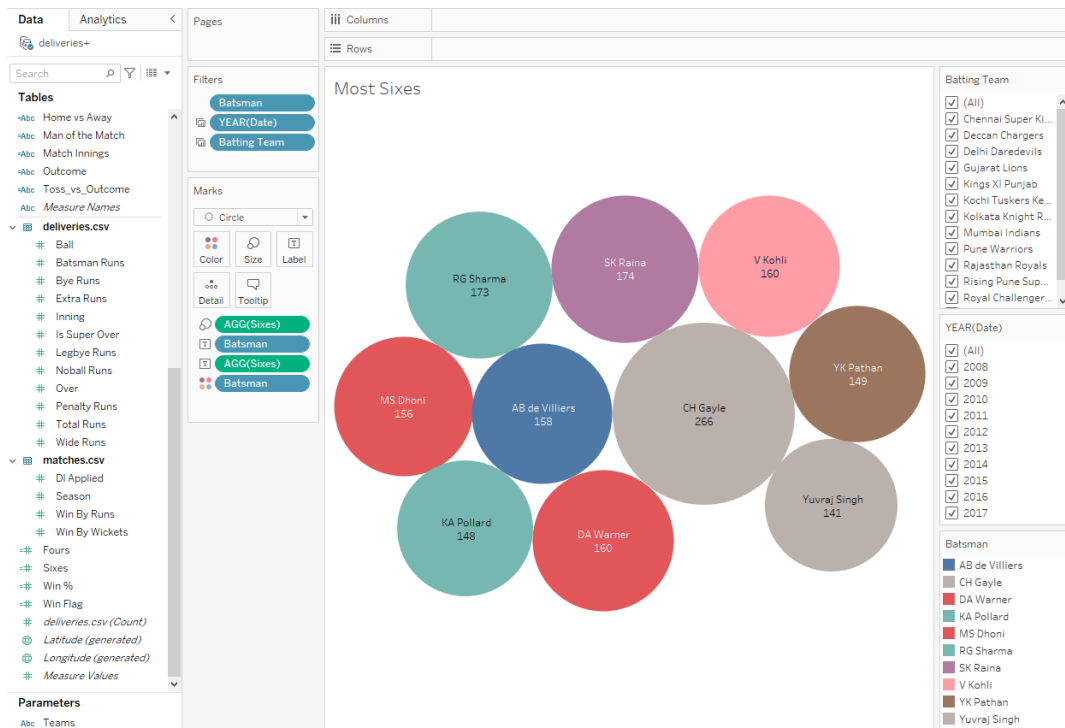 Data
Analytics
deliveries+
Search
Tables
Abc Home vs Away
Abc Man of the Match
Abc Match Innings
Abc Outcome
Abc Toss_vs_Outcome
Abc Measure Names
deliveries.csv
# Ball
# Batsman Runs
# Bye Runs
# Extra Runs
# Inning
# Is Super Over
# Legbye Runs
# Noball Runs
# Over
# Penalty Runs
# Total Runs
# Wide Runs
matches.csv
# Dl Applied
# Season
# Win By Runs
# Win By Wickets
# Fours
# Sixes
# Win %
# Win Flag
# deliveries.csv (Count)
Latitude (generated)
Longitude (generated)
# Measure Values
Parameters
Abc Teams
Pages
Filters
Batsman
YEAR(Date)
Batting Team
Marks
Circle
Color
Size
Label
Detail
Tooltip
AGG(Sixes)
Batsman
AGG(Sixes)
Batsman
Columns
Rows
Most Sixes
SK Raina
174
V Kohli
160
RG Sharma
173
YK Pathan
149
MS Dhoni
156
AB de Villiers
158
CH Gayle
266
Yuvraj Singh
141
KA Pollard
148
DA Warner
160
Batting Team
(All)
Chennai Super Ki...
Deccan Chargers
Delhi Daredevils
Gujarat Lions
Kings XI Punjab
Kochi Tuskers Ke...
Kolkata Knight R...
Mumbai Indians
Pune Warriors
Rajasthan Royals
Rising Pune Sup...
Royal Challenger...
YEAR(Date)
(All)
2008
2009
2010
2011
2012
2013
2014
2015
2016
2017
Batsman
AB de Villiers
CH Gayle
DA Warner
KA Pollard
MS Dhoni
RG Sharma
SK Raina
V Kohli
YK Pathan
Yuvraj Singh